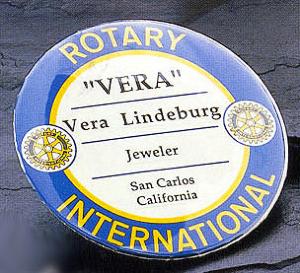 ROTARY
"VERA"
Vera Lindeburg
Jeweler
San Carlos
California
INTERNATIONAL